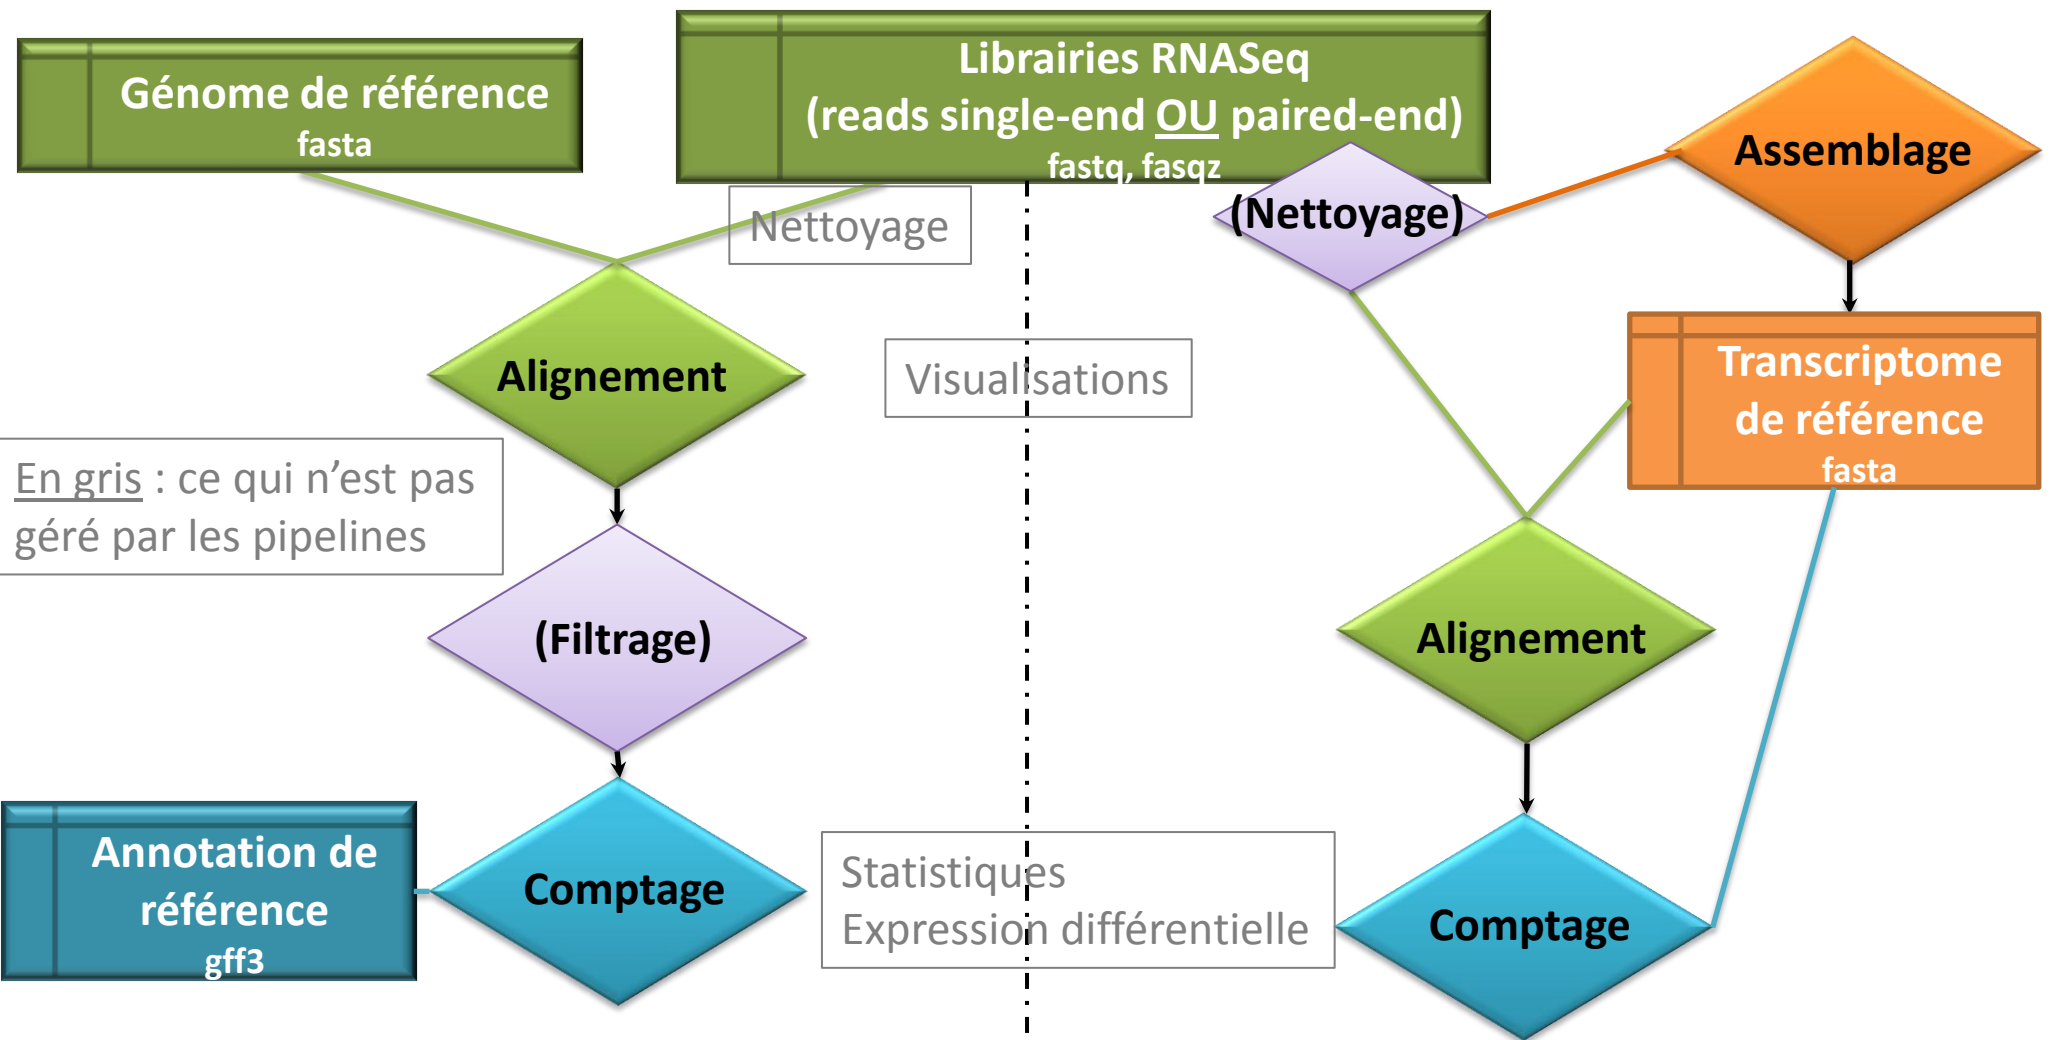 Génome de référence
fasta
Librairies RNASeq
(reads single-end OU paired-end)
fastq, fasqz
Nettoyage
(Nettoyage)
Assemblage
Alignement
Visualisations
Transcriptome
de référence
fasta
En gris : ce qui n’est pas
géré par les pipelines
(Filtrage)
Alignement
Annotation de
référence
gff3
Comptage
Statistiques
Expression différentielle
Comptage